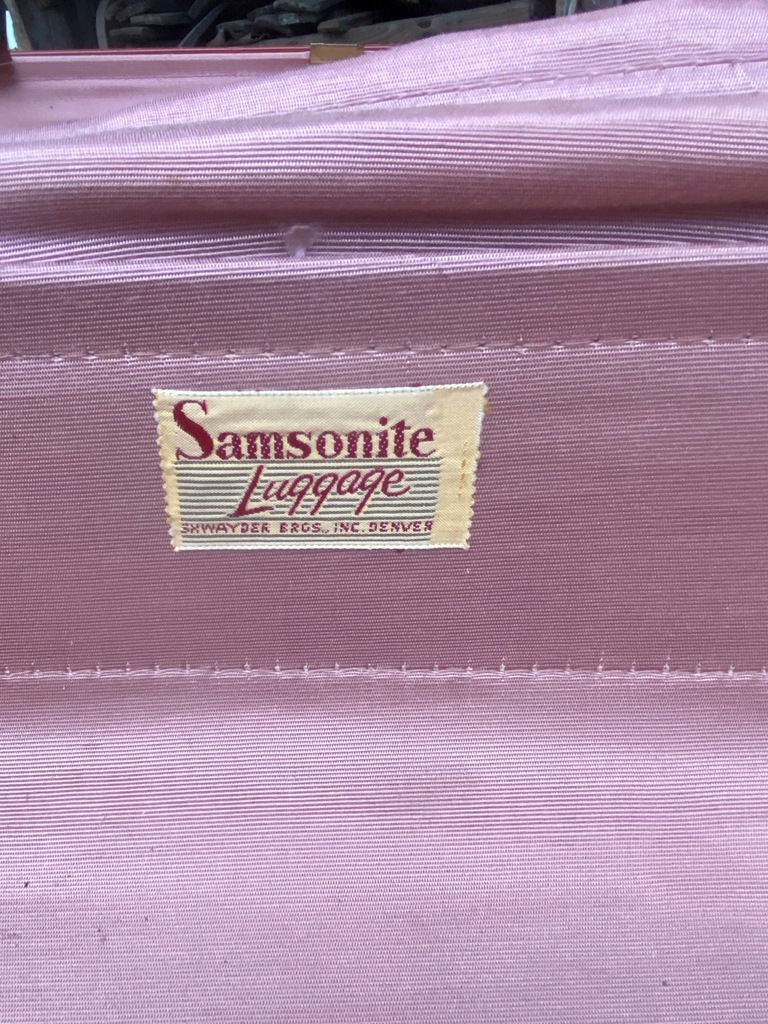 Samsonite
Luggage
SHWAYDER BROS., INC. DENVER